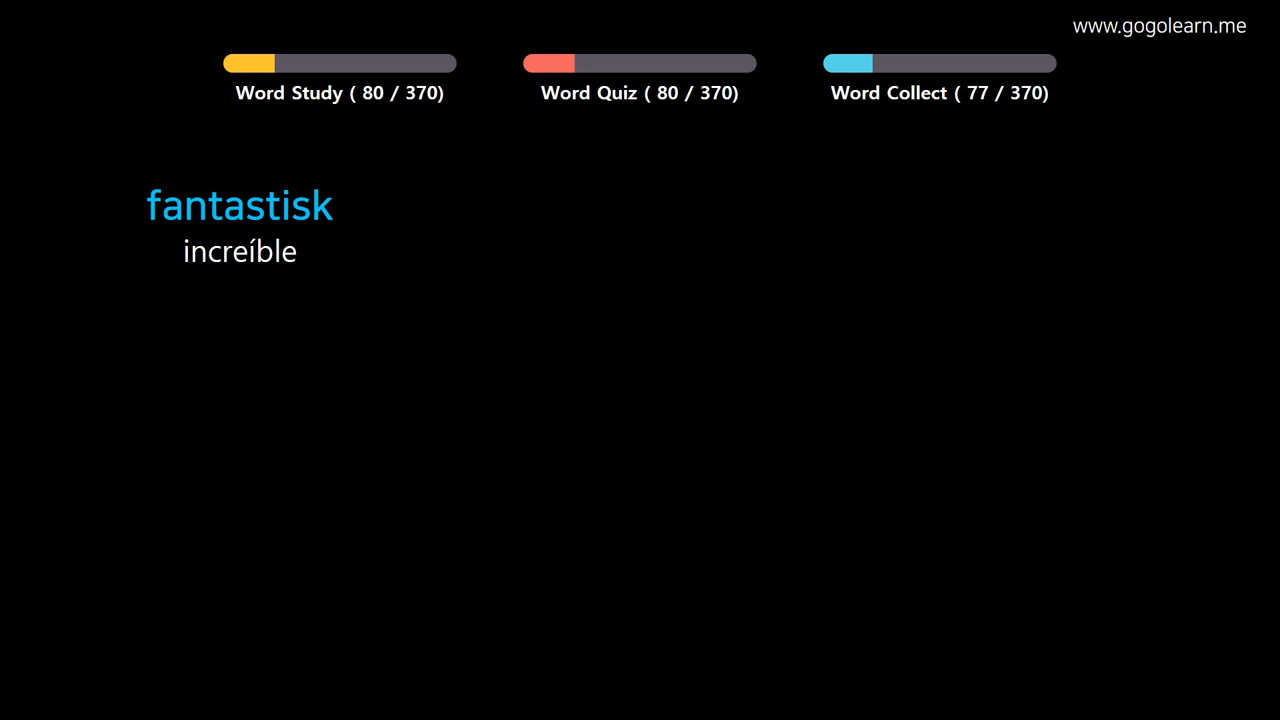 www.gogolearn.me
Word Study ( 80 / 370)
Word Quiz ( 80 / 370)
Word Collect ( 77 / 370)
fantastisk
increíble